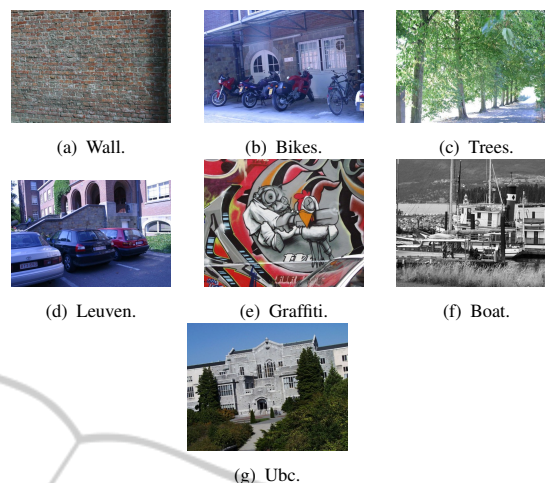 (a) Wall.
(b) Bikes.
(c) Trees.
(d) Leuven.
(e) Graffiti.
(f) Boat.
(g) Ubc.